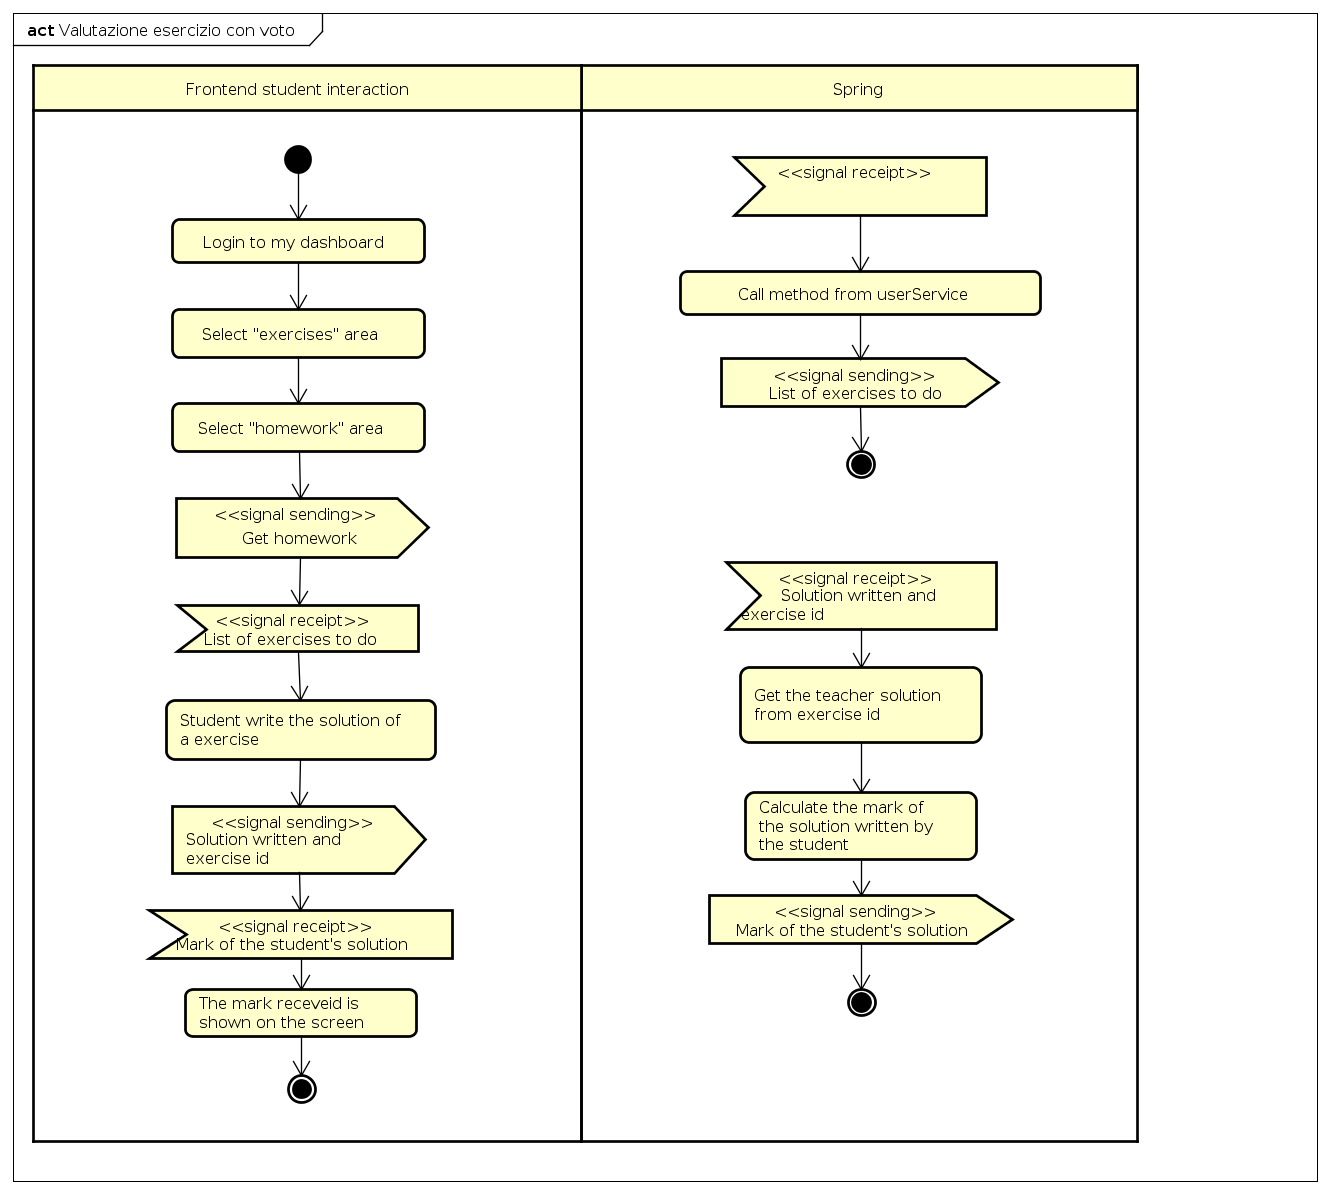 act Valutazione esercizio con voto
Frontend student interaction
Login to my dashboard
Select "exercises" area
Select "homework" area
<<signal sending>>
Get homework
<<signal receipt>>
List of exercises to do
Student write the solution of
a exercise
<<signal sending>>
Solution written and
exercise id
<<signal receipt>>
Mark of the student's solution
The mark receveid is
shown on the screen
Spring
<<signal receipt>>
Call method from userService
<<signal sending>>
List of exercises to do
<<signal receipt>>
Solution written and
exercise id
Get the teacher solution
from exercise id
Calculate the mark of
the solution written by
the student
<<signal sending>>
Mark of the student's solution